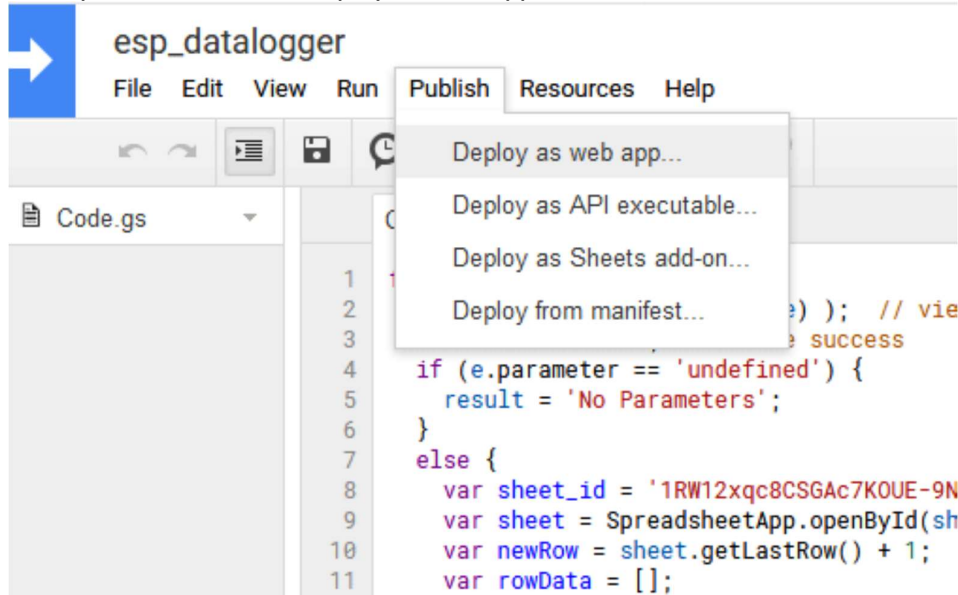 esp_datalogger
File Edit View Run Publish Resources Help
Deploy as web app...
Code.gs
Deploy as API executable...
Deploy as Sheets add-on...
Deploy from manifest...
1
2 ) ); // vie
3 success
4 if (e.parameter == 'undefined') {
5 result = 'No Parameters';
6 }
7 else {
8 var sheet_id = '1RW12xqc8CSGAc7KOUE-9N
9 var sheet = SpreadsheetApp.openById(sh
10 var newRow = sheet.getLastRow() + 1;
11 var rowData = [];